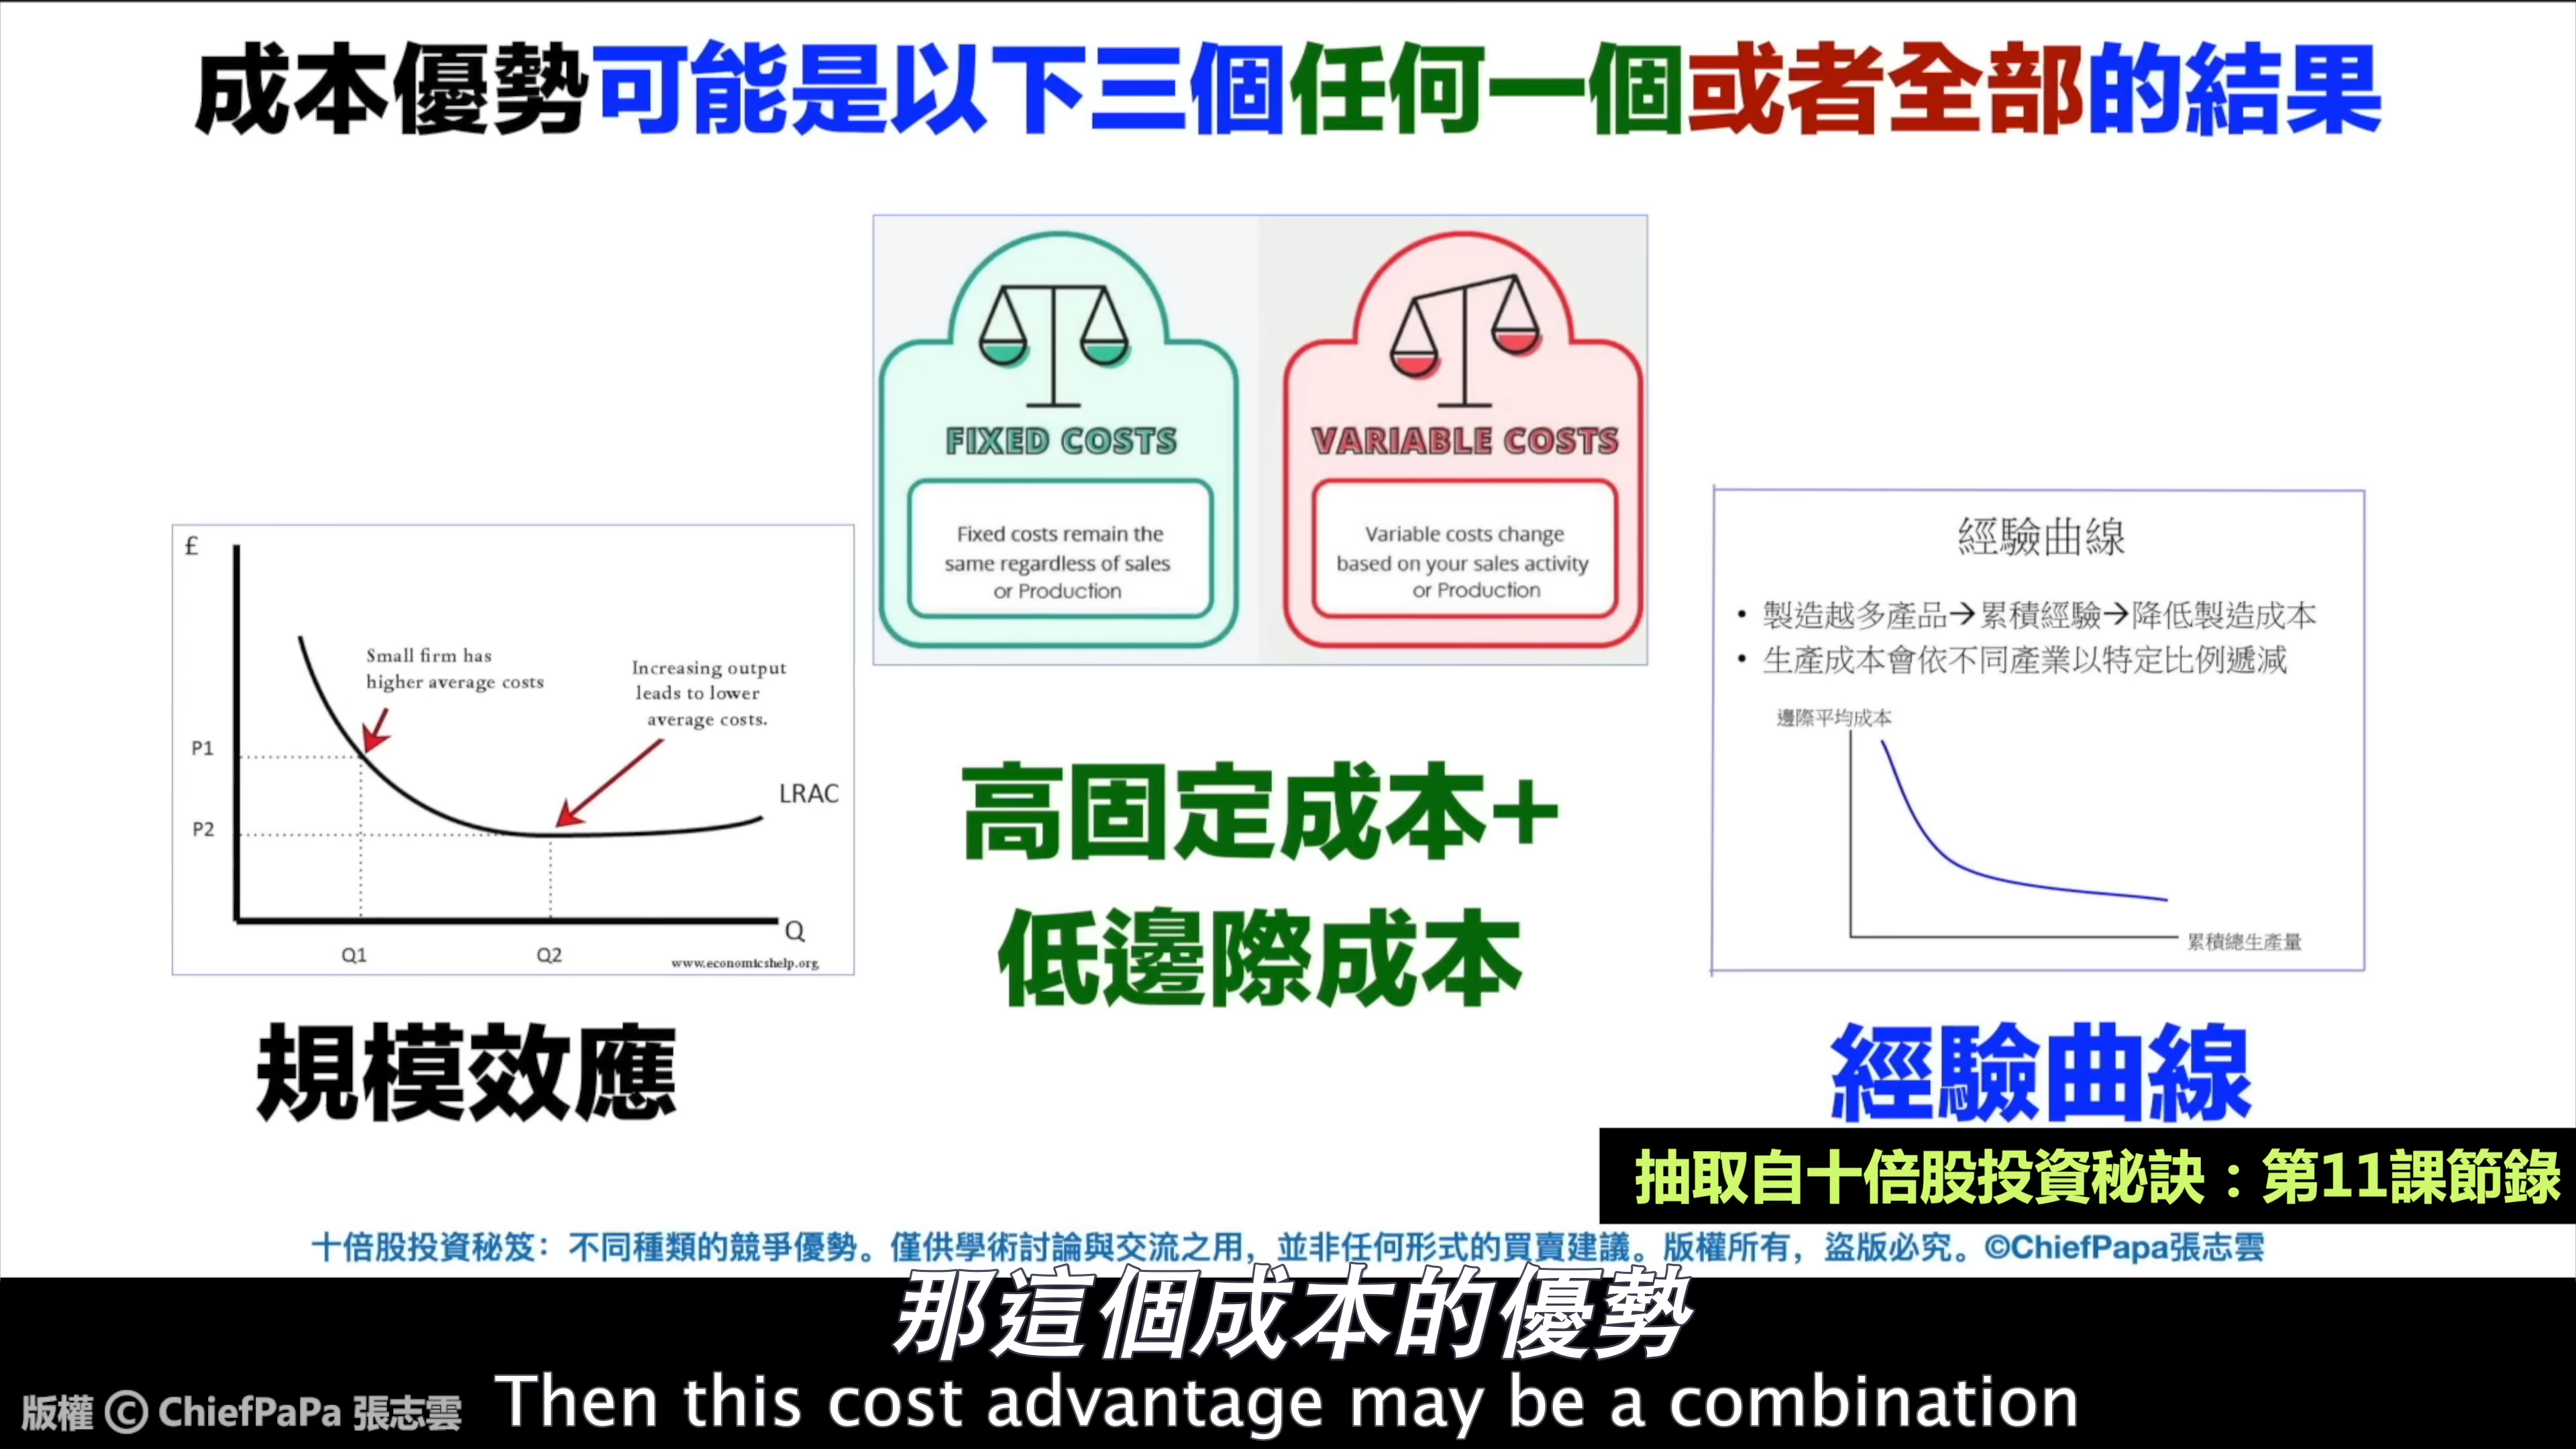 成本優勢可能是以下三個任何一個或者全部的結果
FIXED COSTS
Fixed costs remain the
same regardless of sales
or Production
VARIABLE COSTS
Variable costs change
based on your sales activity
or Production
£
Small firm has
higher average costs
Increasing output
leads to lower
average costs.
P1
P2
LRAC
Q
Q1
Q2
www.economicshelp.org
規模效應
高固定成本+
低邊際成本
經驗曲線
• 製造越多產品→累積經驗→降低製造成本
• 生產成本會依不同產業以特定比例遞減
邊際平均成本
累積總生產量
經驗曲線
抽取自十倍股投資秘訣：第11課節錄
十倍股投資秘笈：不同種類的競爭優勢。僅供學術討論與交流之用，並非任何形式的買賣建議。版權所有，盜版必究。©ChiefPapa張志雲
那這個成本的優勢
版權 © ChiefPaPa 張志雲
Then this cost advantage may be a combination